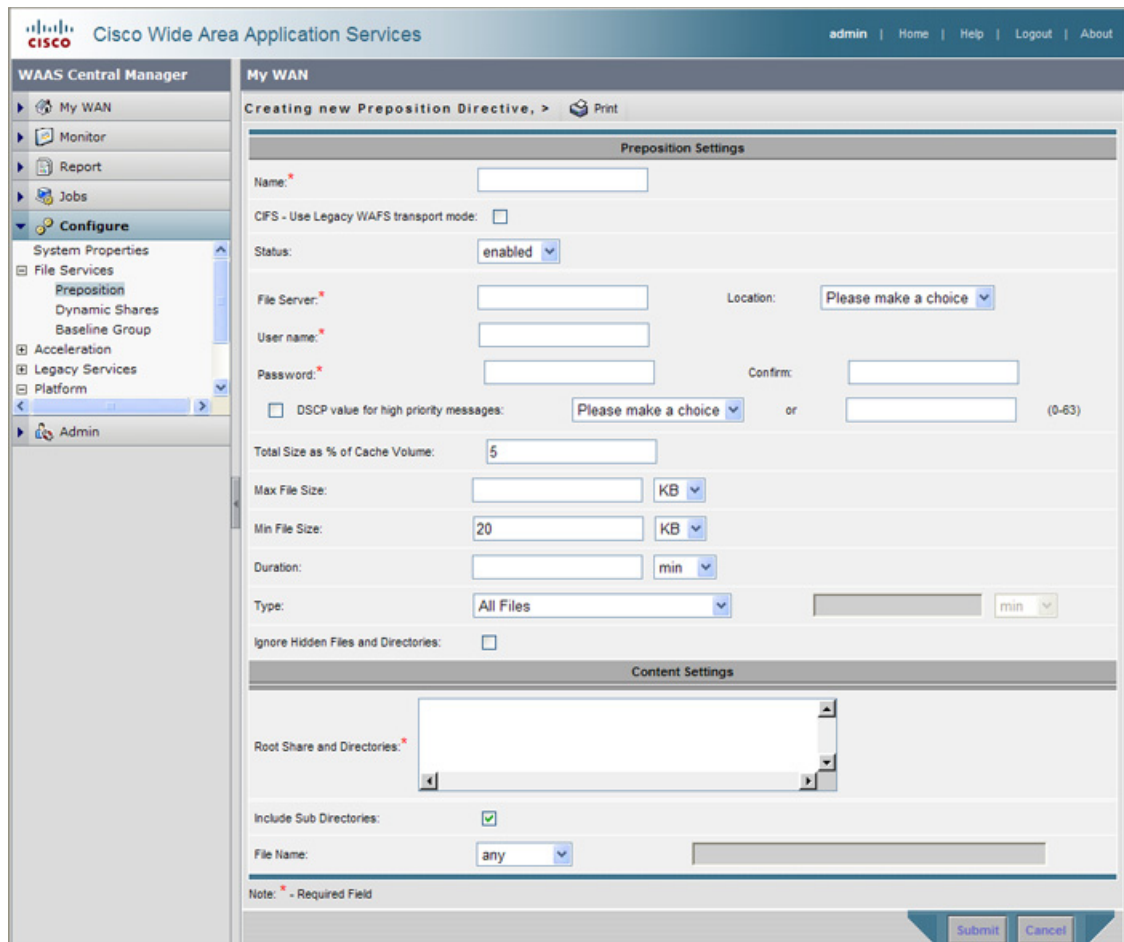 CISCO Cisco Wide Area Application Services admin | Home | Help | Logout | About
WAAS Central Manager
My WAN
Monitor
Report
Jobs
Configure
System Properties
File Services
Preposition
Dynamic Shares
Baseline Group
Acceleration
Legacy Services
Platform
Admin
My WAN
Creating new Preposition Directive, > Print
Preposition Settings
Name:*
CIFS - Use Legacy WAFS transport mode:
Status: enabled
File Server:* Location: Please make a choice
User name:*
Password:* Confirm:
DSCP value for high priority messages: Please make a choice or (0-63)
Total Size as % of Cache Volume: 5
Max File Size: KB
Min File Size: 20 KB
Duration: min
Type: All Files min
Ignore Hidden Files and Directories:
Content Settings
Root Share and Directories:*
Include Sub Directories:
File Name: any
Note: * - Required Field
Submit Cancel